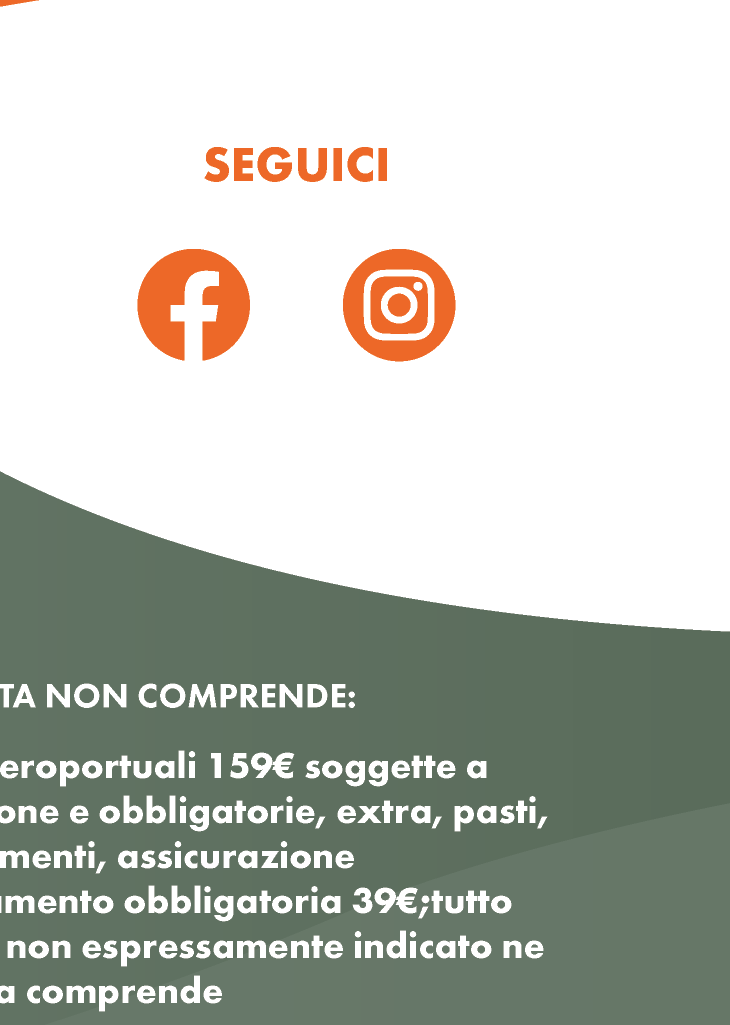 SEGUICI
TA NON COMPRENDE:
eroportuali 159€ soggette a
one e obbligatorie, extra, pasti,
menti, assicurazione
amento obbligatoria 39€;tutto
non espressamente indicato ne
a comprende